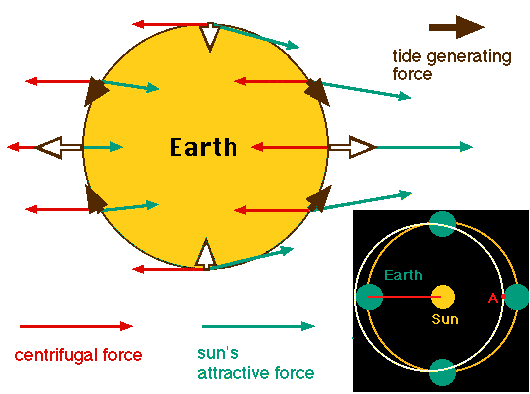 tide generating
force
Earth
Earth
A
Sun
centrifugal force
sun's
attractive force